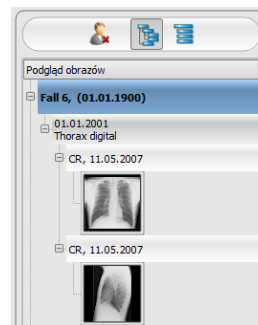 Podgląd obrazów
Fall 6, (01.01.1900)
01.01.2001
Thorax digital
CR, 11.05.2007
CR, 11.05.2007